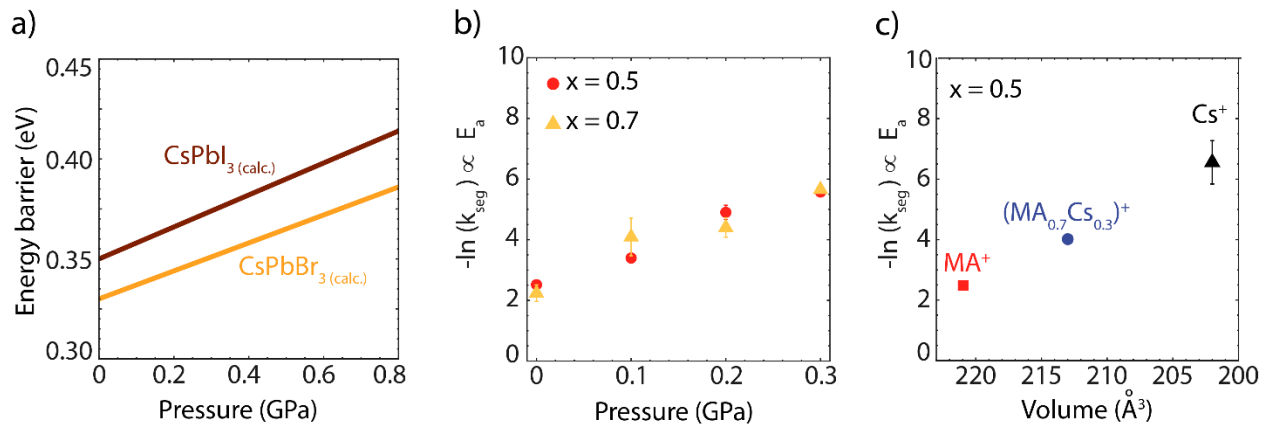 a)
Energy barrier (eV)
0.45
0.40
0.35
0.30
CsPbI3 (calc.)
CsPbBr3 (calc.)
0 0.2 0.4 0.6 0.8
Pressure (GPa)
b)
-ln (kseg) ∝ Ea
10
8
6
4
2
0
x = 0.5
x = 0.7
0 0.1 0.2 0.3
Pressure (GPa)
c)
-ln (kseg) ∝ Ea
10
8
6
4
2
0
x = 0.5
Cs+
(MA0.7Cs0.3)+
MA+
220 215 210 205 200
Volume (Å3)